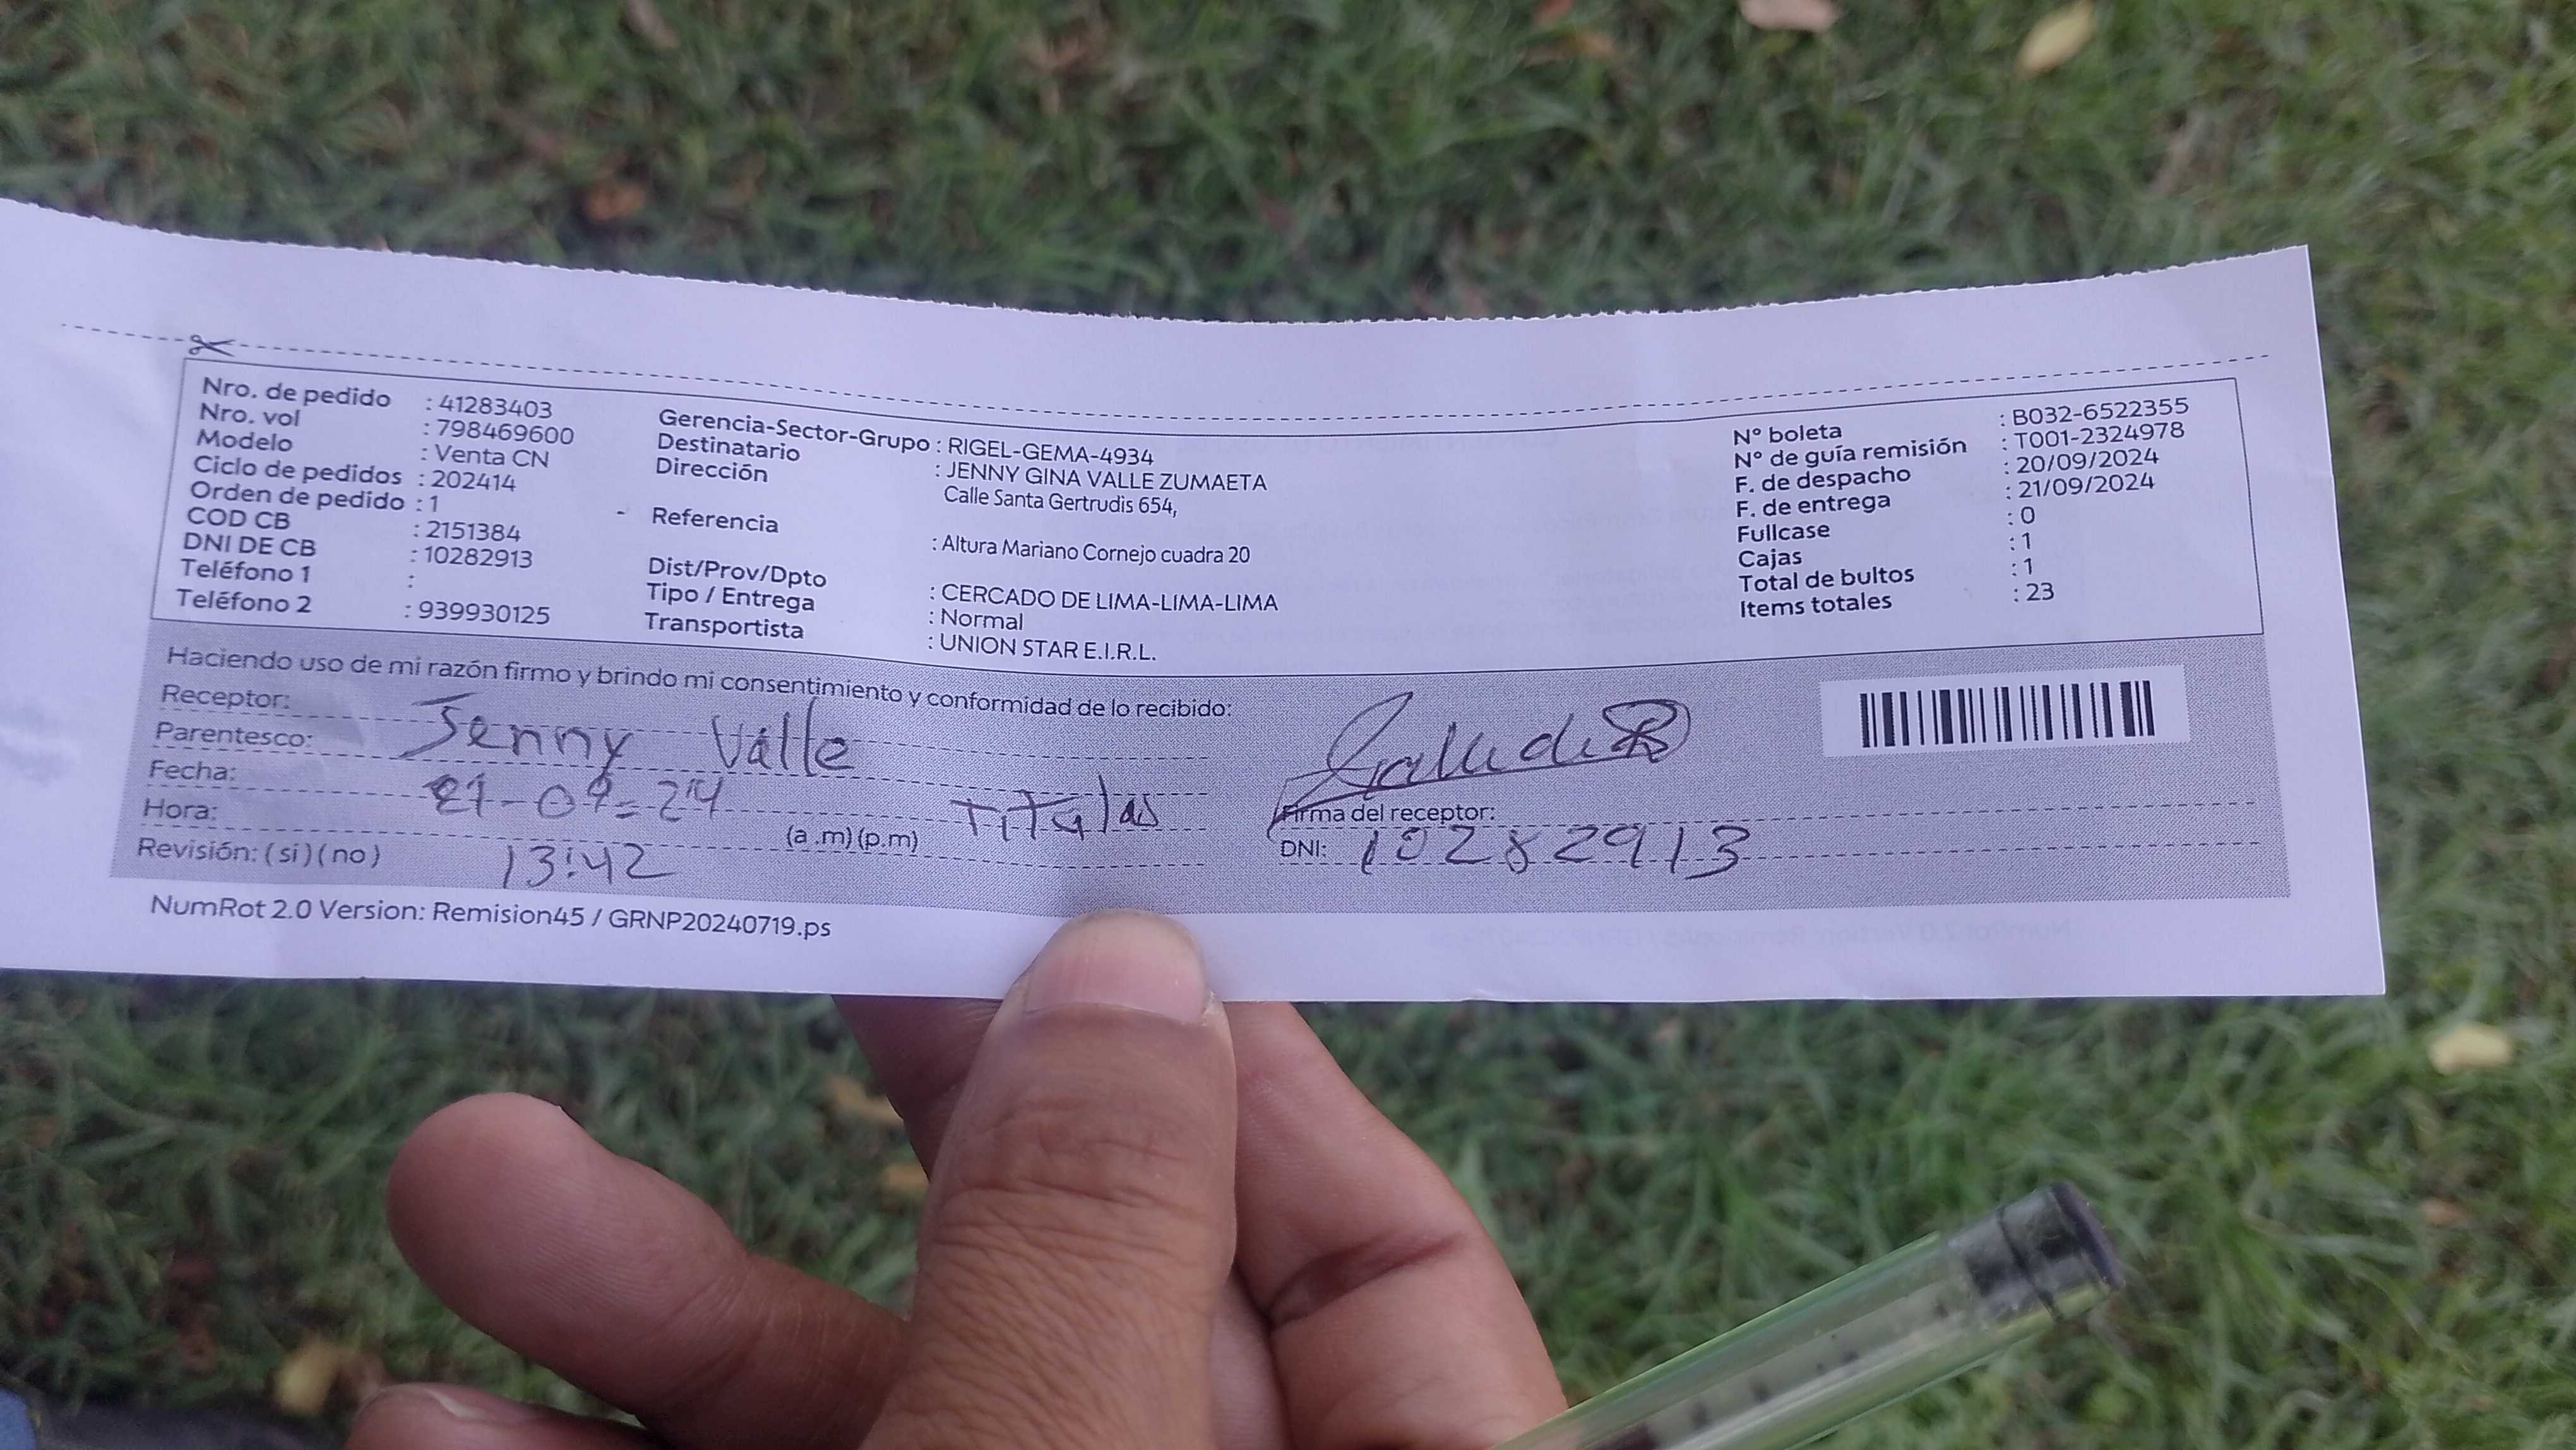 Nro. de pedido : 41283403
Nro. vol : 798469600
Modelo : Venta CN
Ciclo de pedidos : 202414
Orden de pedido : 1
COD CB : 2151384
DNI DE CB : 10282913
Teléfono 1 :
Teléfono 2 : 939930125
Gerencia-Sector-Grupo : RIGEL-GEMA-4934
Destinatario : JENNY GINA VALLE ZUMAETA
Dirección Calle Santa Gertrudis 654,
- Referencia : Altura Mariano Cornejo cuadra 20
Dist/Prov/Dpto : CERCADO DE LIMA-LIMA-LIMA
Tipo / Entrega : Normal
Transportista : UNION STAR E.I.R.L.
N° boleta : B032-6522355
N° de guía remisión : T001-2324978
F. de despacho : 20/09/2024
F. de entrega : 21/09/2024
Fullcase : 0
Cajas : 1
Total de bultos : 1
Items totales : 23
Haciendo uso de mi razón firmo y brindo mi consentimiento y conformidad de lo recibido:
Receptor: Jenny Valle
Parentesco:
Fecha: 21-09-24
Hora: (a .m) (p.m)
Revisión: ( si ) ( no ) 13:42
Firma del receptor:
DNI: 10282913
NumRot 2.0 Version: Remision45 / GRNP20240719.ps